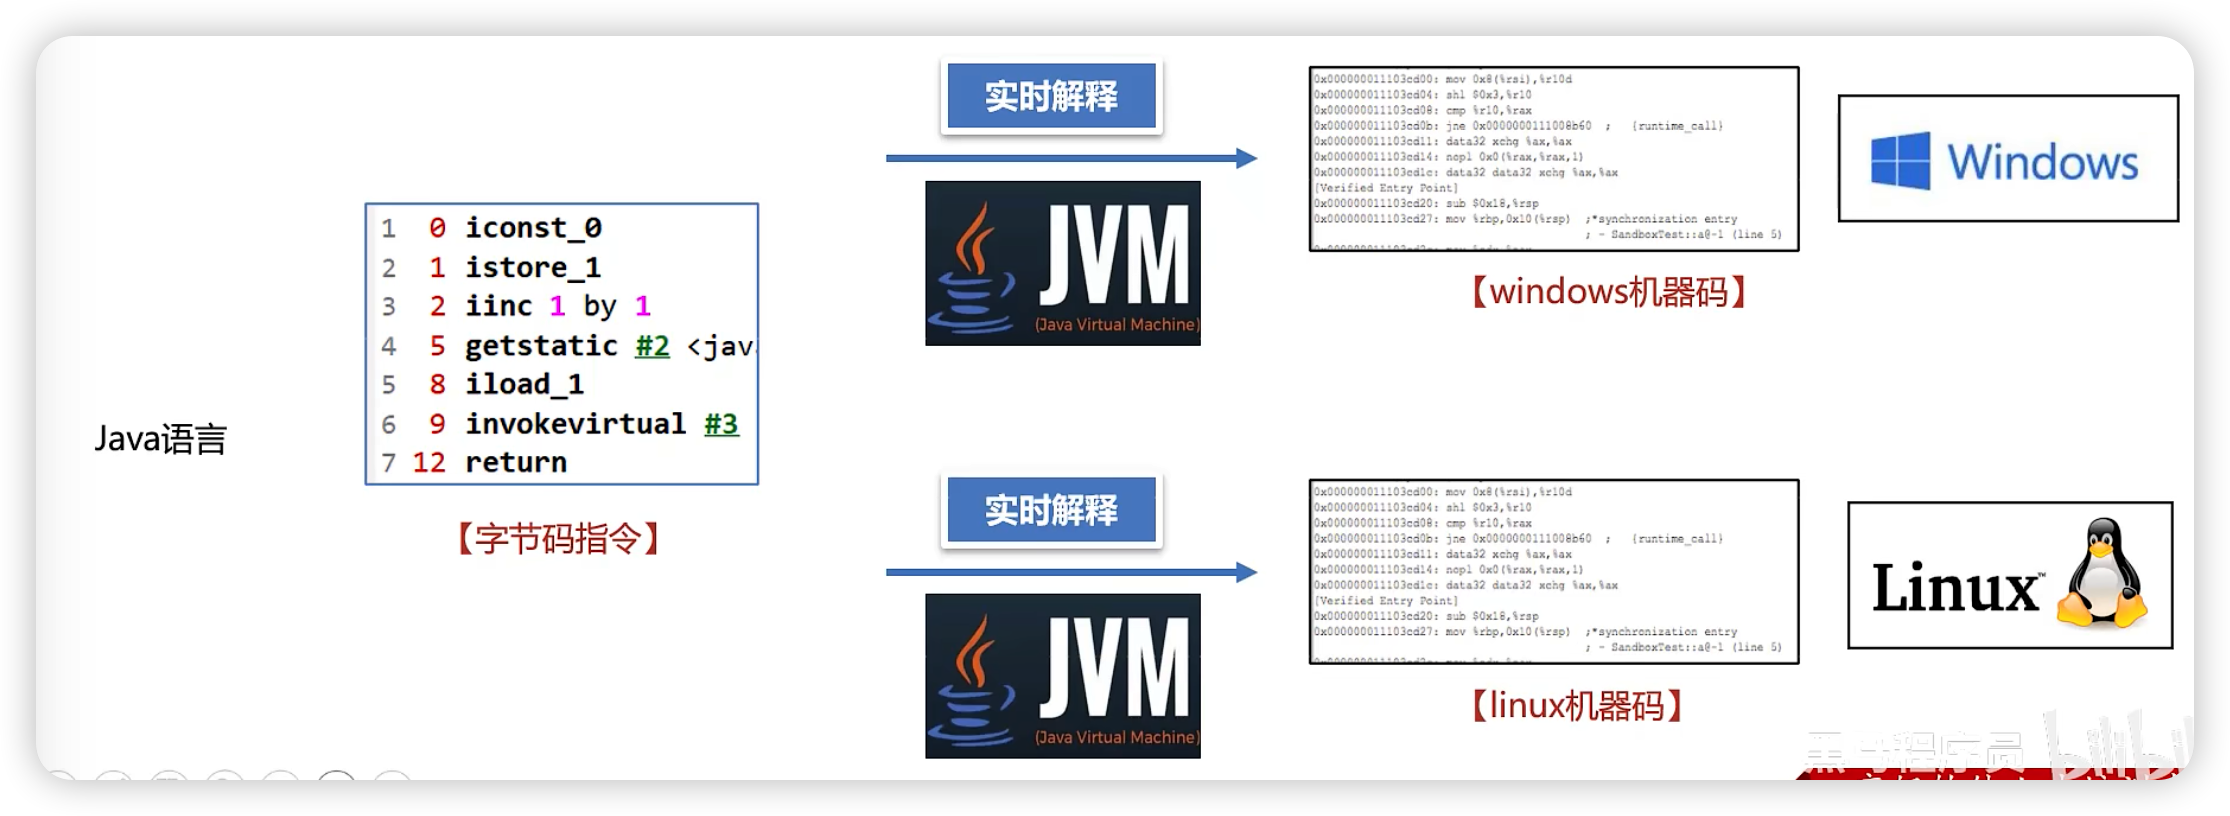 Java语言
1 0 iconst_0
2 1 istore_1
3 2 iinc 1 by 1
4 5 getstatic #2 <jav
5 8 iload_1
6 9 invokevirtual #3
7 12 return
【字节码指令】
实时解释
JVM
(Java Virtual Machine)
0x000000011103cd00: mov 0x8(%rsi),%r10d
0x000000011103cd04: shl $0x3,%r10
0x000000011103cd08: cmp %r10,%rax
0x000000011103cd0b: jne 0x0000000111008b60 ; {runtime_call}
0x000000011103cd11: data32 xchg %ax,%ax
0x000000011103cd14: nopl 0x0(%rax,%rax,1)
0x000000011103cd1c: data32 data32 xchg %ax,%ax
[Verified Entry Point]
0x000000011103cd20: sub $0x18,%rsp
0x000000011103cd27: mov %rbp,0x10(%rsp) ;*synchronization entry
; - SandboxTest::a@-1 (line 5)
【windows机器码】
Windows
实时解释
JVM
(Java Virtual Machine)
0x000000011103cd00: mov 0x8(%rsi),%r10d
0x000000011103cd04: shl $0x3,%r10
0x000000011103cd08: cmp %r10,%rax
0x000000011103cd0b: jne 0x0000000111008b60 ; {runtime_call}
0x000000011103cd11: data32 xchg %ax,%ax
0x000000011103cd14: nopl 0x0(%rax,%rax,1)
0x000000011103cd1c: data32 data32 xchg %ax,%ax
[Verified Entry Point]
0x000000011103cd20: sub $0x18,%rsp
0x000000011103cd27: mov %rbp,0x10(%rsp) ;*synchronization entry
; - SandboxTest::a@-1 (line 5)
【linux机器码】
Linux™
黑马程序员